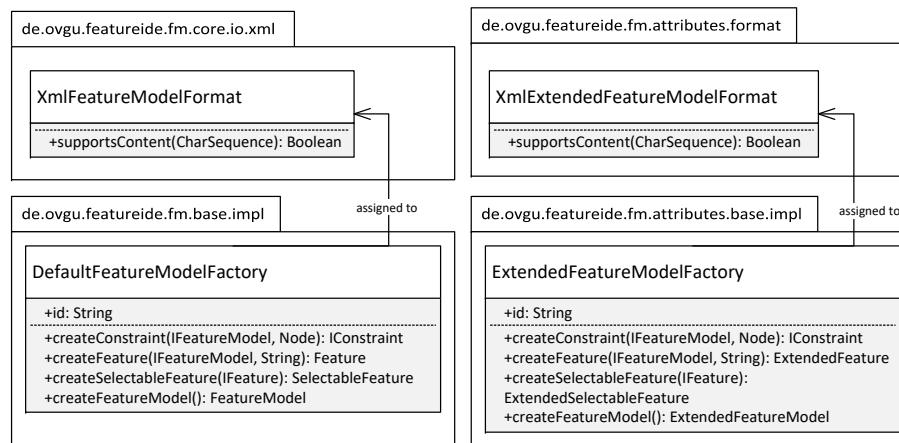 de.ovgu.featureide.fm.core.io.xml
XmlFeatureModelFormat
+supportsContent(CharSequence): Boolean
de.ovgu.featureide.fm.attributes.format
XmlExtendedFeatureModelFormat
+supportsContent(CharSequence): Boolean
assigned to
assigned to
de.ovgu.featureide.fm.base.impl
DefaultFeatureModelFactory
+id: String
+createConstraint(IFeatureModel, Node): IConstraint
+createFeature(IFeatureModel, String): Feature
+createSelectableFeature(IFeature): SelectableFeature
+createFeatureModel(): FeatureModel
de.ovgu.featureide.fm.attributes.base.impl
ExtendedFeatureModelFactory
+id: String
+createConstraint(IFeatureModel, Node): IConstraint
+createFeature(IFeatureModel, String): ExtendedFeature
+createSelectableFeature(IFeature):
ExtendedSelectableFeature
+createFeatureModel(): ExtendedFeatureModel